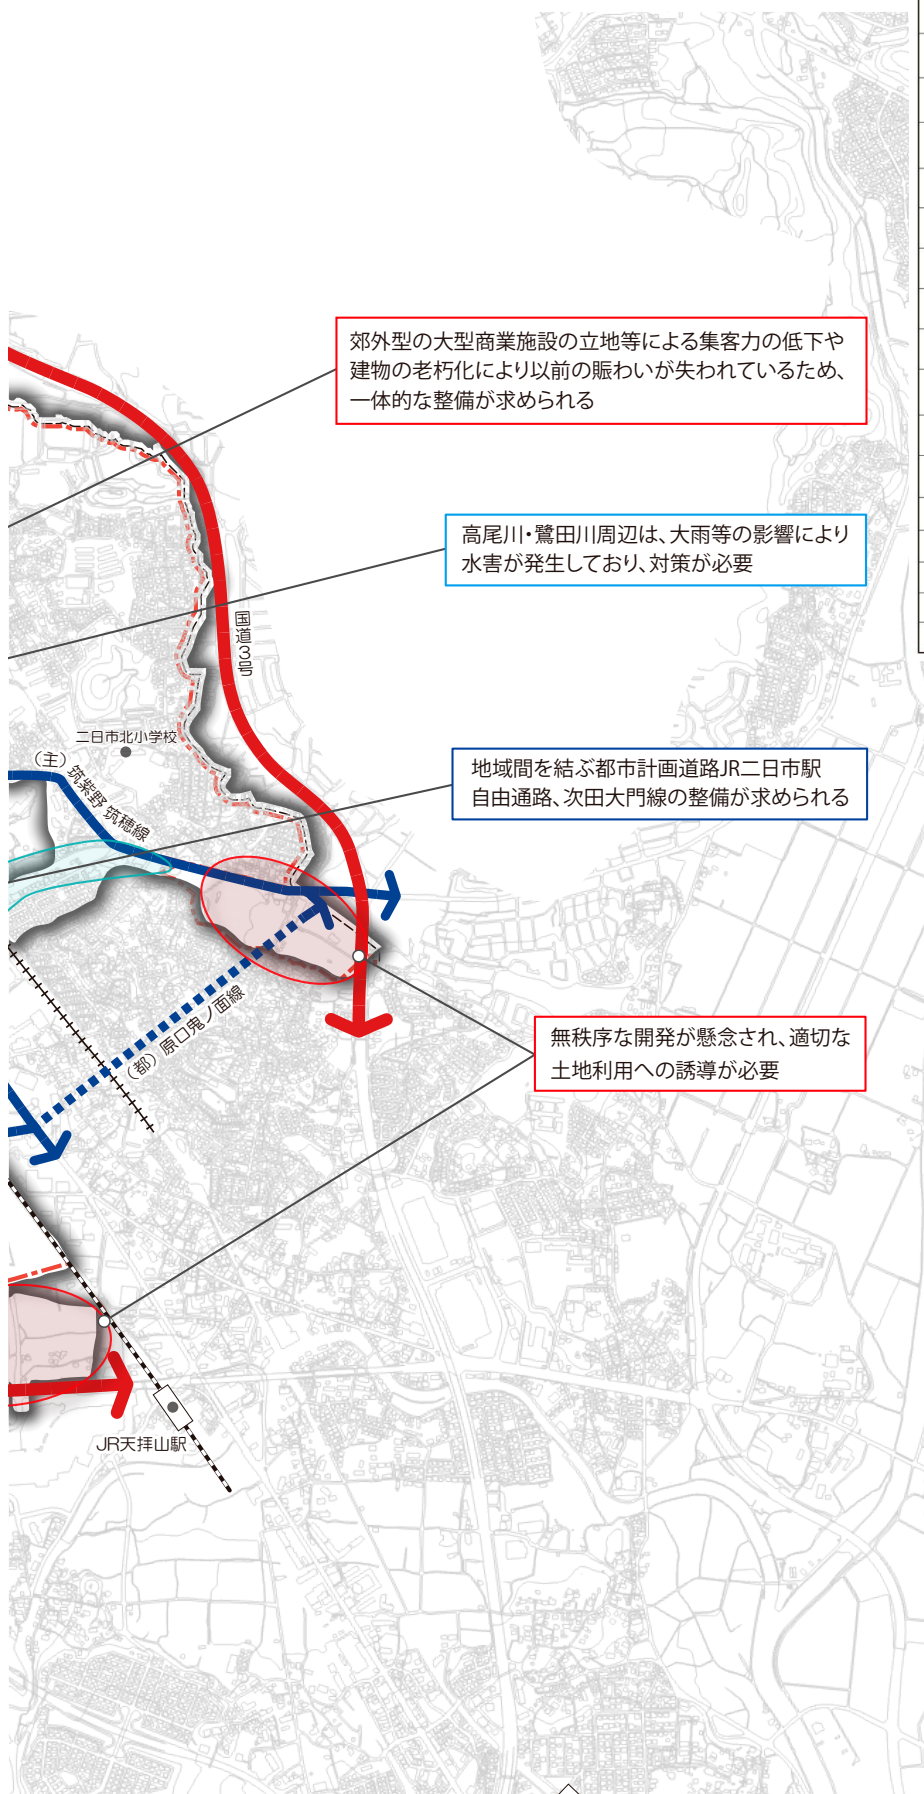 郊外型の大型商業施設の立地等による集客力の低下や
建物の老朽化により以前の賑わいが失われているため、
一体的な整備が求められる
高尾川・鷺田川周辺は、大雨等の影響により
水害が発生しており、対策が必要
国道3号
二日市北小学校
(主)筑紫野筑穂線
地域間を結ぶ都市計画道路JR二日市駅
自由通路、次田大門線の整備が求められる
(都)原口鬼ノ面線
無秩序な開発が懸念され、適切な
土地利用への誘導が必要
JR天拝山駅